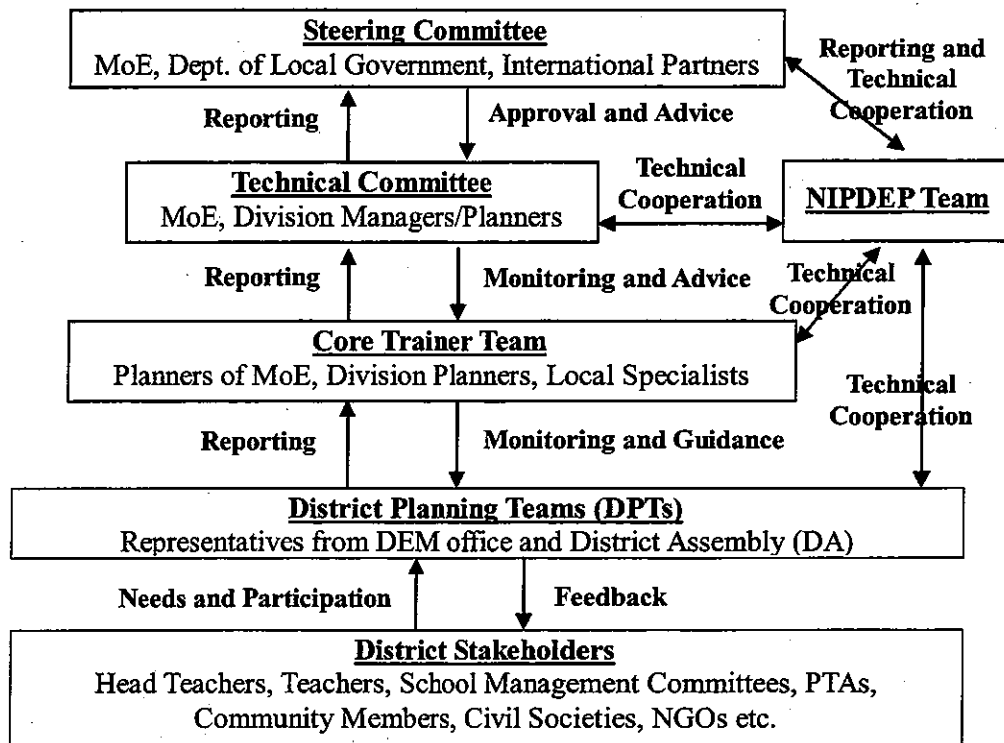 Steering Committee
MoE, Dept. of Local Government, International Partners
Reporting and
Technical
Cooperation
Reporting
Approval and Advice
Technical Committee
MoE, Division Managers/Planners
Technical
Cooperation
NIPDEP Team
Reporting
Monitoring and Advice
Technical
Cooperation
Core Trainer Team
Planners of MoE, Division Planners, Local Specialists
Technical
Cooperation
Reporting
Monitoring and Guidance
District Planning Teams (DPTs)
Representatives from DEM office and District Assembly (DA)
Needs and Participation
Feedback
District Stakeholders
Head Teachers, Teachers, School Management Committees, PTAs,
Community Members, Civil Societies, NGOs etc.